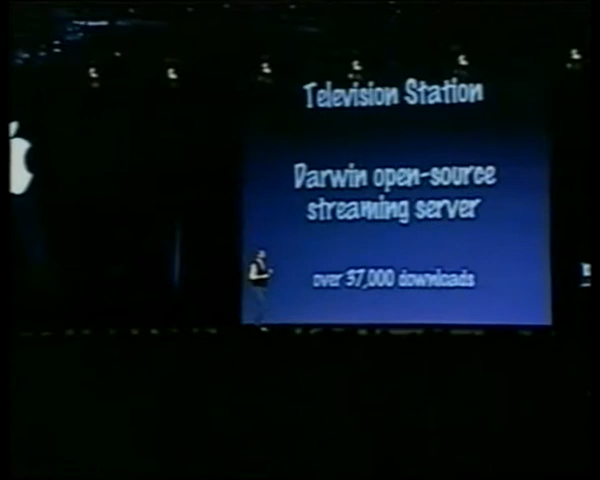 Television Station
Darwin open-source
streaming server
over 37,000 downloads